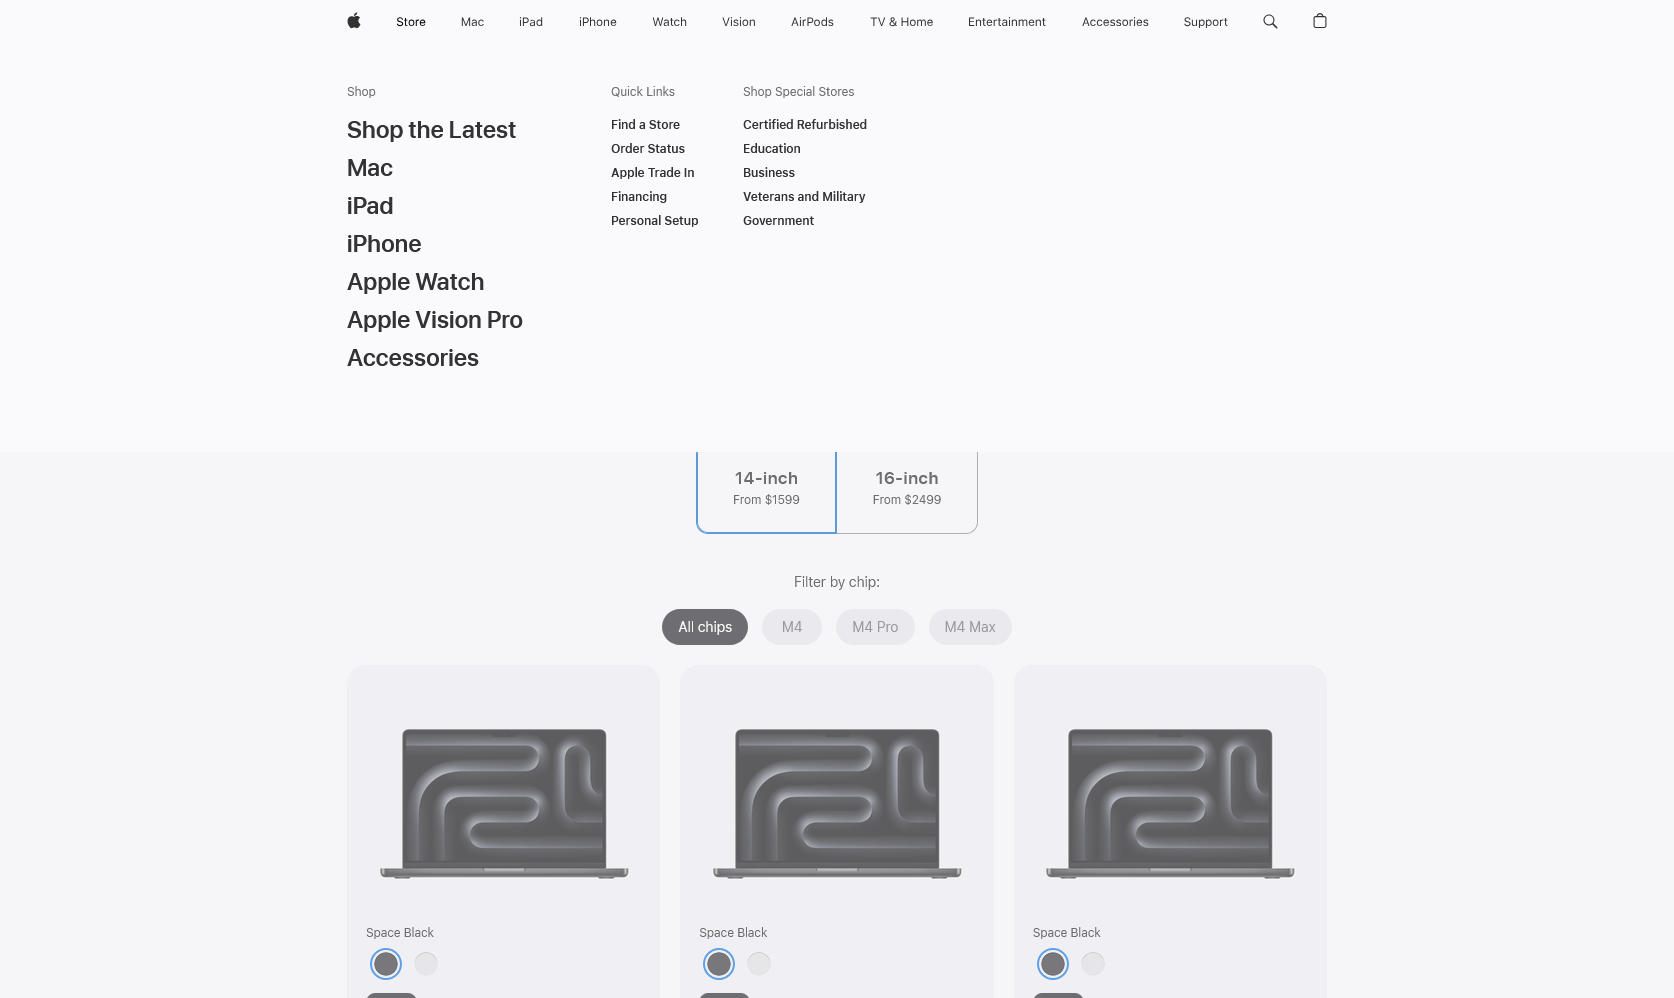 Store Mac iPad iPhone Watch Vision AirPods TV & Home Entertainment Accessories Support
Shop
Shop the Latest
Mac
iPad
iPhone
Apple Watch
Apple Vision Pro
Accessories
Quick Links
Find a Store
Order Status
Apple Trade In
Financing
Personal Setup
Shop Special Stores
Certified Refurbished
Education
Business
Veterans and Military
Government
14-inch
From $1599
16-inch
From $2499
Filter by chip:
All chips M4 M4 Pro M4 Max
Space Black
Space Black
Space Black